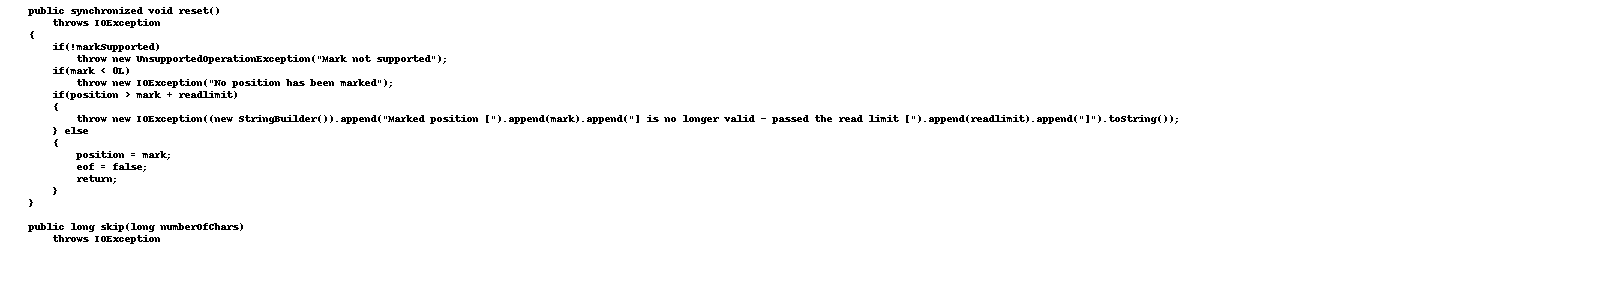 public synchronized void reset()
throws IOException
{
if(!markSupported)
throw new UnsupportedOperationException("Mark not supported");
if(mark < 0L)
throw new IOException("No position has been marked");
if(position > mark + readlimit)
{
throw new IOException((new StringBuilder()).append("Marked position [").append(mark).append("] is no longer valid - passed the read limit [").append(readlimit).append("]").toString());
} else
{
position = mark;
eof = false;
return;
}
}
public long skip(long numberOfChars)
throws IOException